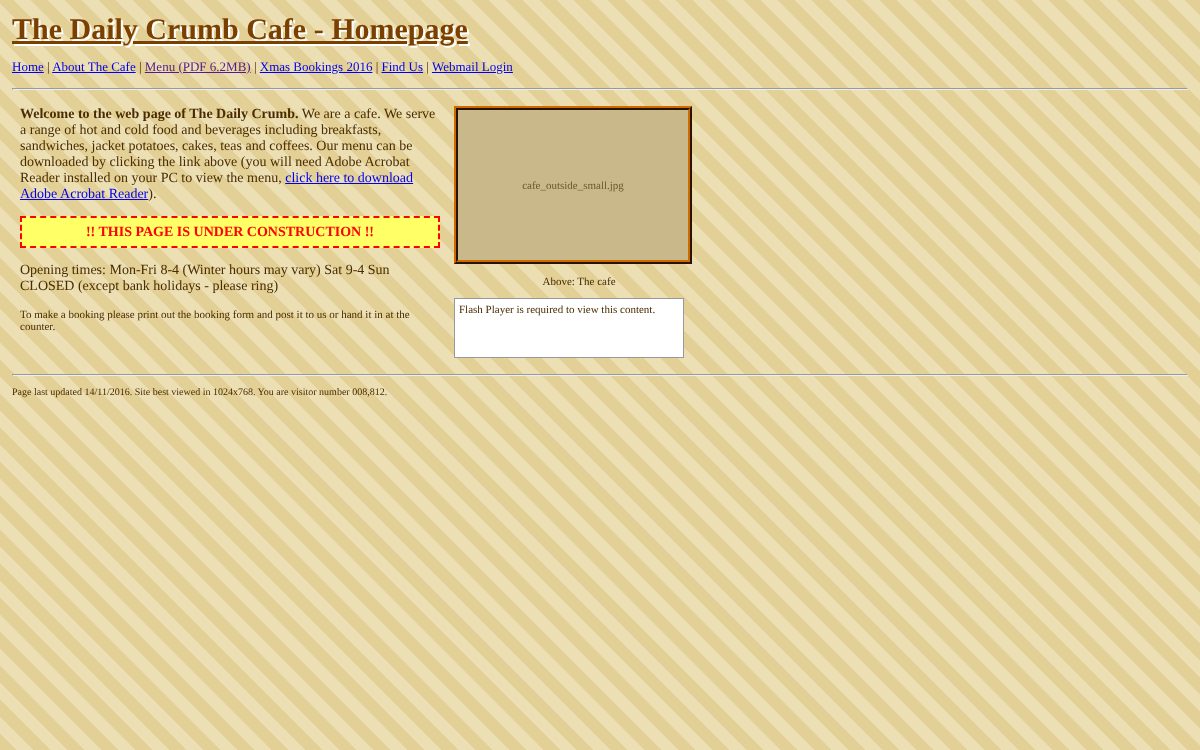 The Daily Crumb Cafe - Homepage
Home | About The Cafe | Menu (PDF 6.2MB) | Xmas Bookings 2016 | Find Us | Webmail Login
Welcome to the web page of The Daily Crumb. We are a cafe. We serve
a range of hot and cold food and beverages including breakfasts,
sandwiches, jacket potatoes, cakes, teas and coffees. Our menu can be
downloaded by clicking the link above (you will need Adobe Acrobat
Reader installed on your PC to view the menu, click here to download
Adobe Acrobat Reader).
!! THIS PAGE IS UNDER CONSTRUCTION !!
Opening times: Mon-Fri 8-4 (Winter hours may vary) Sat 9-4 Sun
CLOSED (except bank holidays - please ring)
To make a booking please print out the booking form and post it to us or hand it in at the
counter.
cafe_outside_small.jpg
Above: The cafe
Flash Player is required to view this content.
Page last updated 14/11/2016. Site best viewed in 1024x768. You are visitor number 008,812.